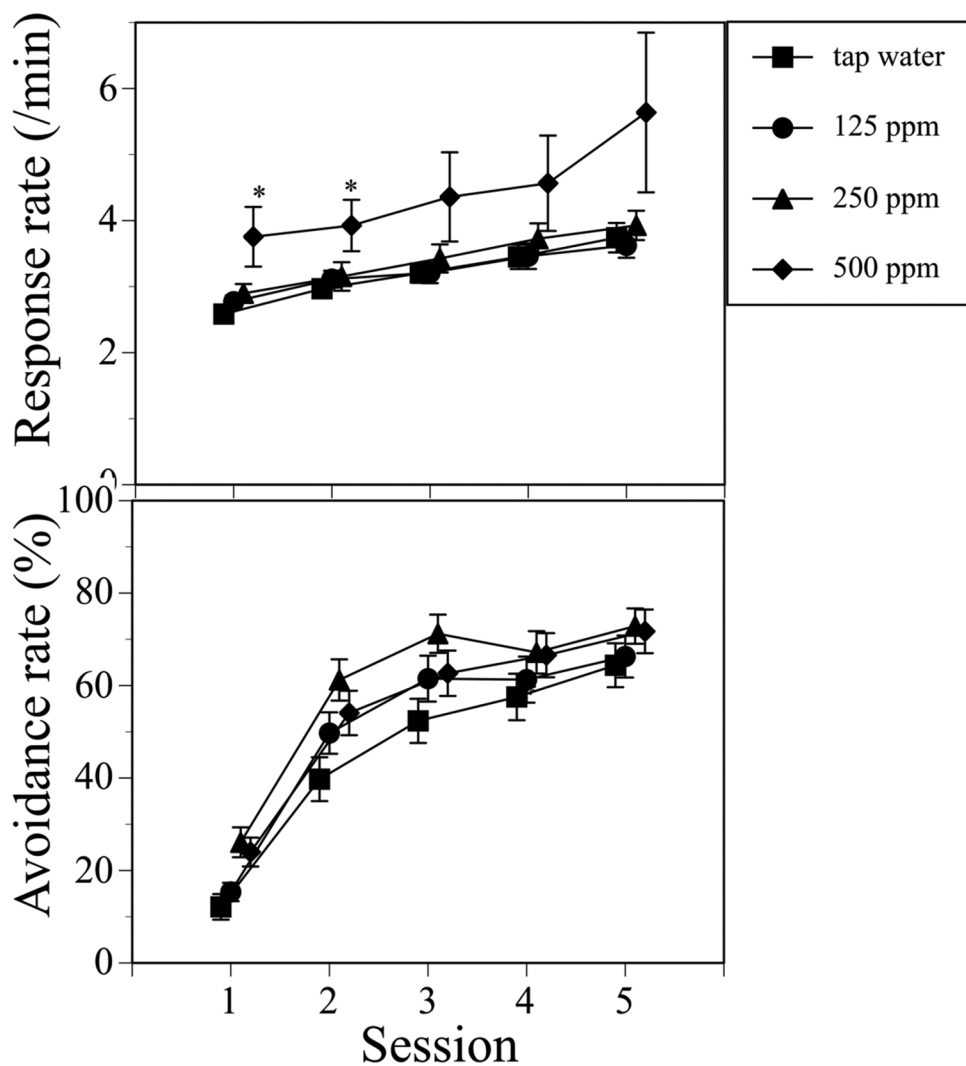 Response rate (/min)
6
4
2
0
*
*
tap water
125 ppm
250 ppm
500 ppm
Avoidance rate (%)
100
80
60
40
20
0
1 2 3 4 5
Session